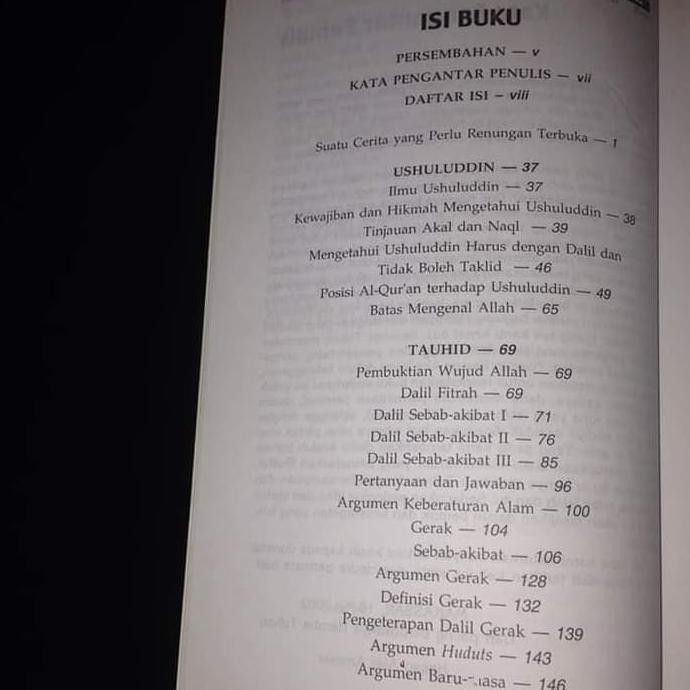 ISI BUKU
PERSEMBAHAN — v
KATA PENGANTAR PENULIS — vii
DAFTAR ISI – viii
Suatu Cerita yang Perlu Renungan Terbuka — 1
USHULUDDIN — 37
Ilmu Ushuluddin — 37
Kewajiban dan Hikmah Mengetahui Ushuluddin — 38
Tinjauan Akal dan Naql — 39
Mengetahui Ushuluddin Harus dengan Dalil dan
Tidak Boleh Taklid — 46
Posisi Al-Qur'an terhadap Ushuluddin — 49
Batas Mengenal Allah — 65
TAUHID — 69
Pembuktian Wujud Allah — 69
Dalil Fitrah — 69
Dalil Sebab-akibat I — 71
Dalil Sebab-akibat II — 76
Dalil Sebab-akibat III — 85
Pertanyaan dan Jawaban — 96
Argumen Keberaturan Alam — 100
Gerak — 104
Sebab-akibat — 106
Argumen Gerak — 128
Definisi Gerak — 132
Pengeterapan Dalil Gerak — 139
Argumen Huduts — 143
Argumen — 146